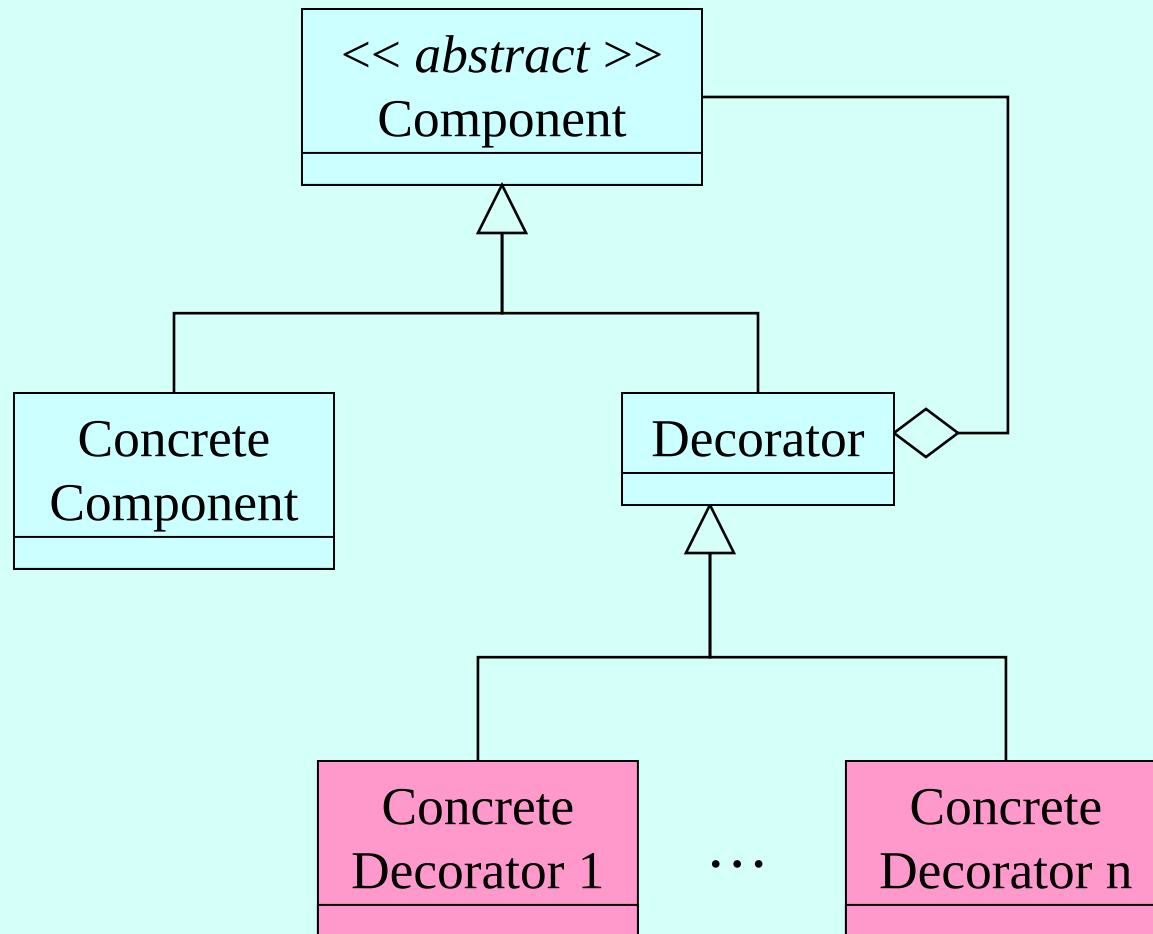 << abstract >>
Component
Concrete
Component
Decorator
Concrete
Decorator 1
...
Concrete
Decorator n